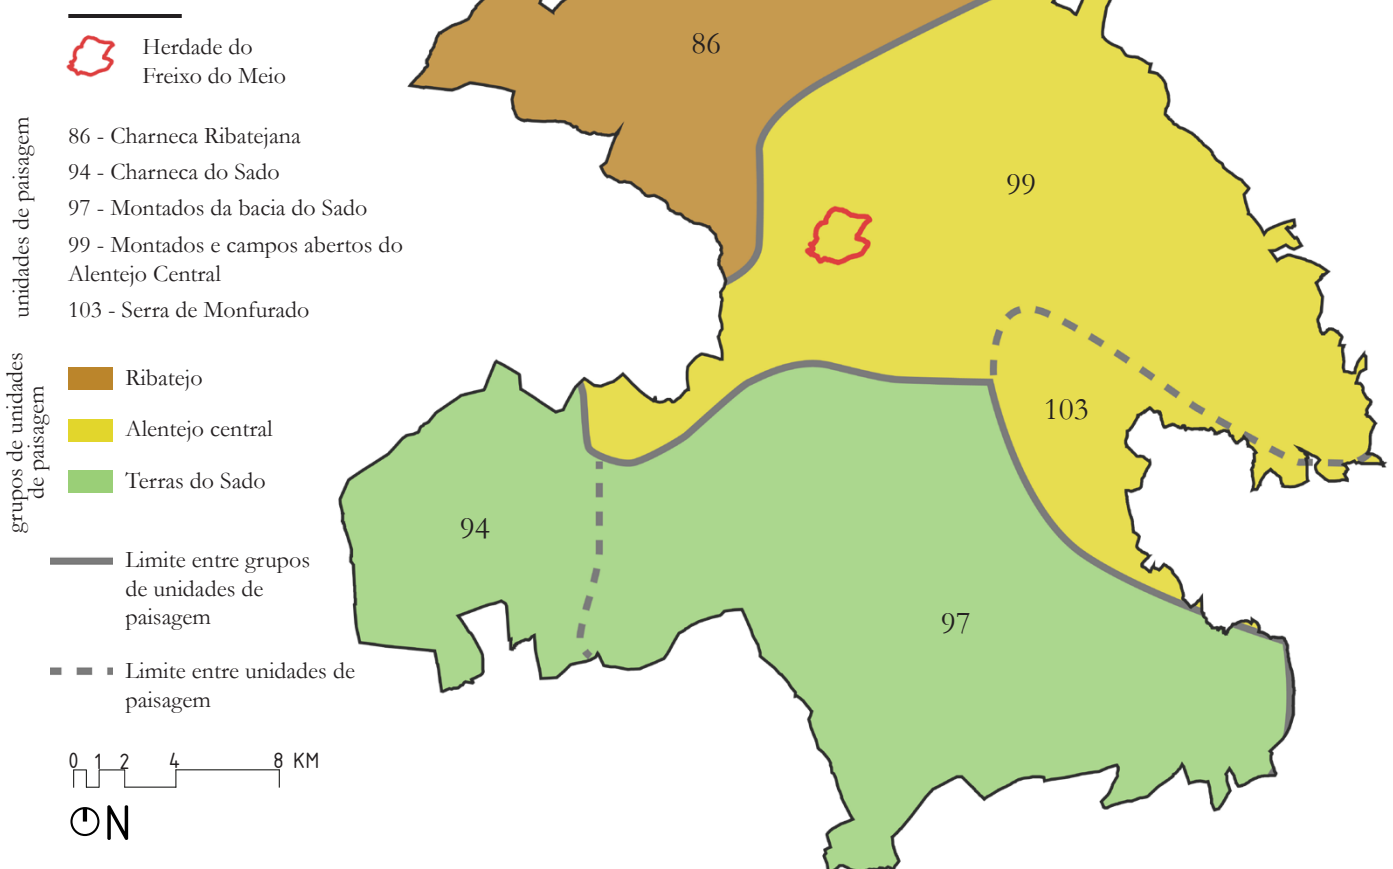 Herdade do
Freixo do Meio
unidades de paisagem
86 - Charneca Ribatejana
94 - Charneca do Sado
97 - Montados da bacia do Sado
99 - Montados e campos abertos do
Alentejo Central
103 - Serra de Monfurado
grupos de unidades
de paisagem
Ribatejo
Alentejo central
Terras do Sado
Limite entre grupos
de unidades de
paisagem
Limite entre unidades de
paisagem
0 1 2 4 8 KM
N
86
99
103
94
97